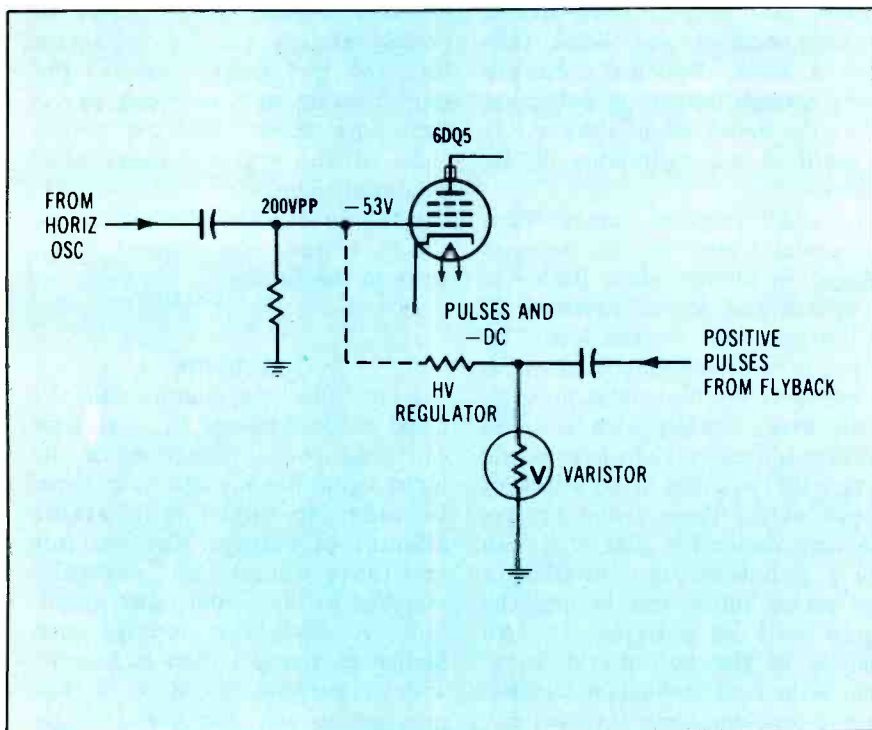 6DQ5
FROM
HORIZ
OSC
200VPP
−53V
PULSES AND
−DC
HV
REGULATOR
POSITIVE
PULSES
FROM FLYBACK
V
VARISTOR